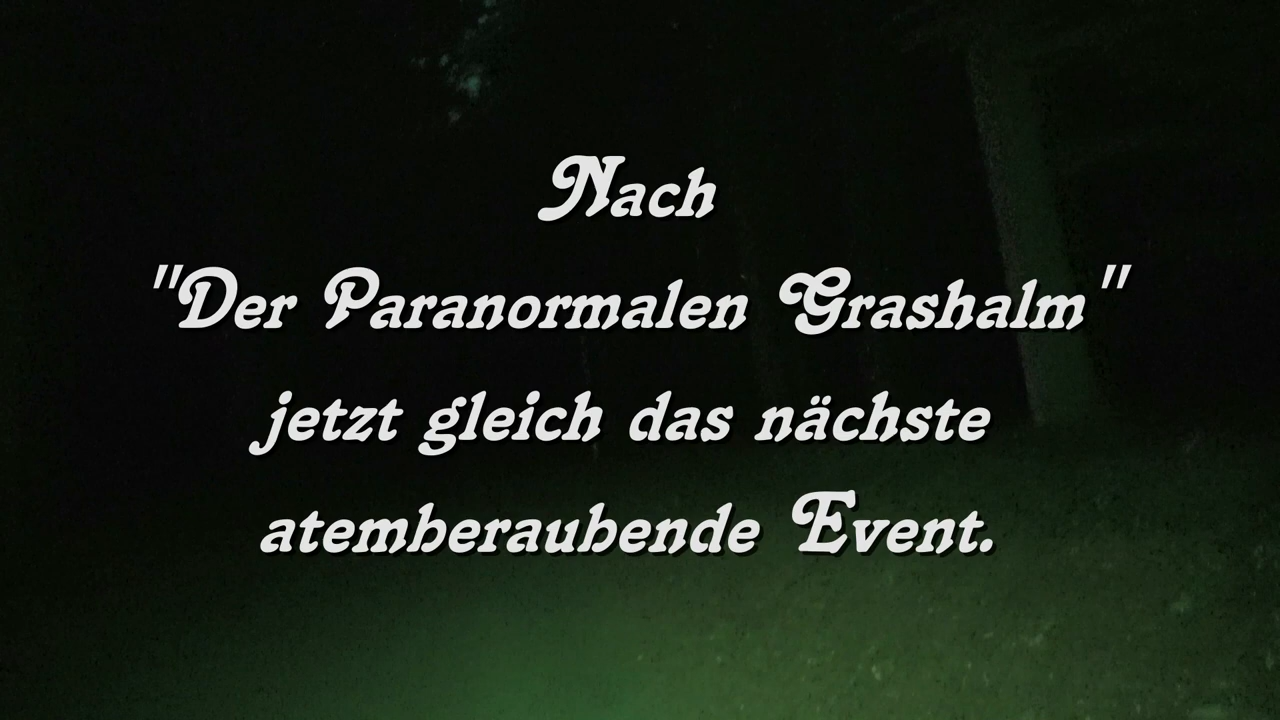 Nach
"Der Paranormalen Grashalm"
jetzt gleich das nächste
atemberaubende Event.